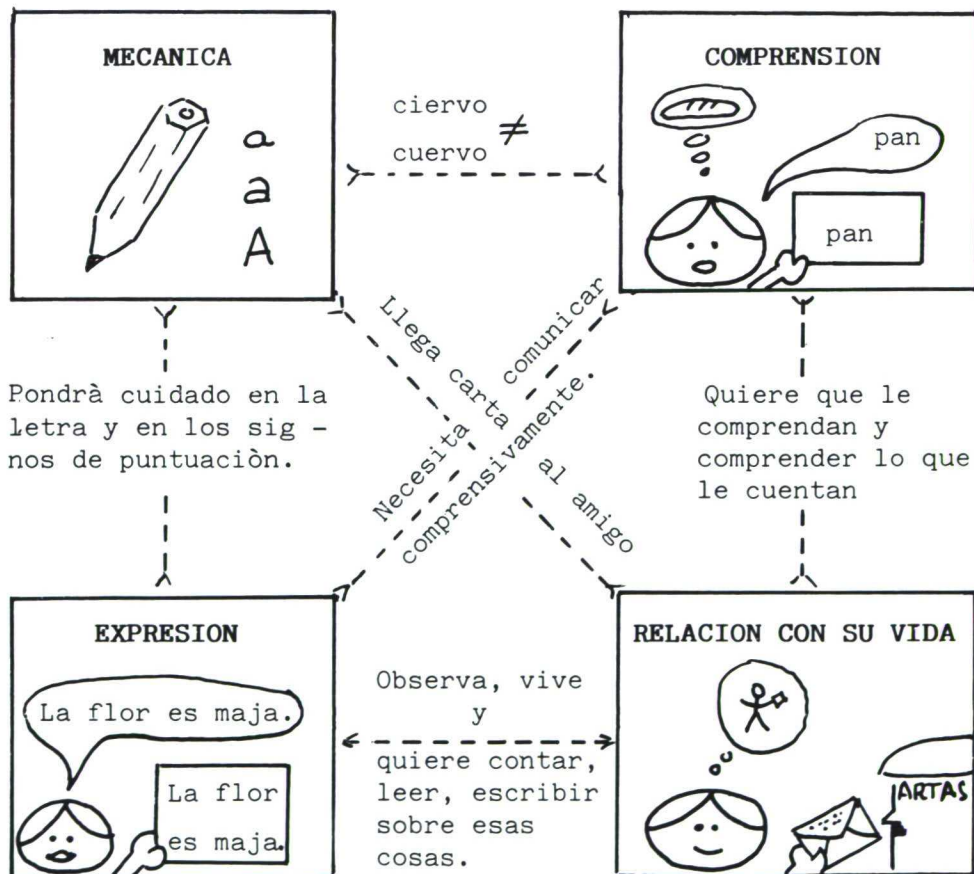 MECANICA
a
a
A
ciervo
≠
cuervo
COMPRENSION
pan
pan
Pondrà cuidado en la
letra y en los sig -
nos de puntuaciòn.
Llega carta al amigo
Necesita comunicar
comprensivamente.
Quiere que le
comprendan y
comprender lo que
le cuentan
EXPRESION
La flor es maja.
La flor
es maja.
Observa, vive
y
quiere contar,
leer, escribir
sobre esas
cosas.
RELACION CON SU VIDA
ARTAS